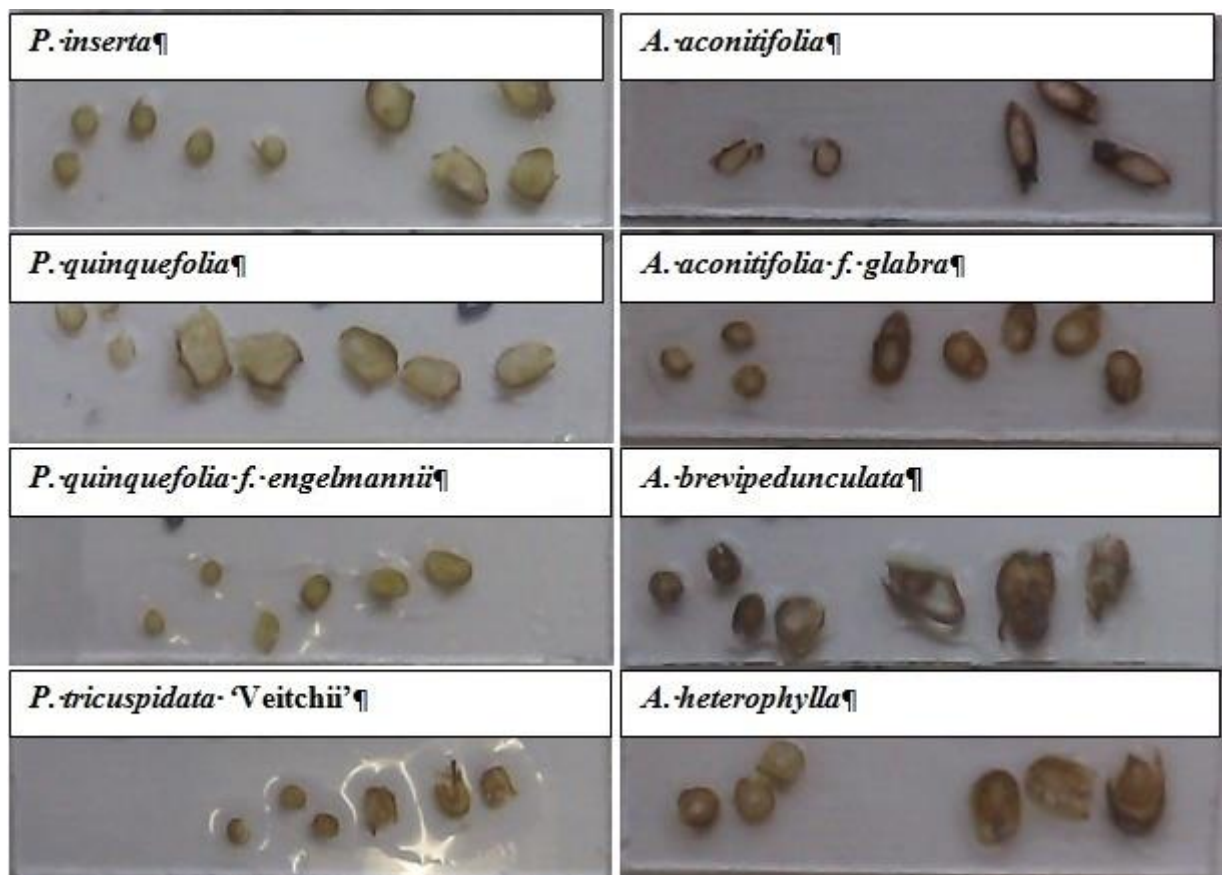 P.·inserta¶
A.·aconitifolia¶
P.·quinquefolia¶
A.·aconitifolia·f.·glabra¶
P.·quinquefolia·f.·engelmannii¶
A.·brevipedunculata¶
P.·tricuspidata·‘Veitchii’¶
A.·heterophylla¶